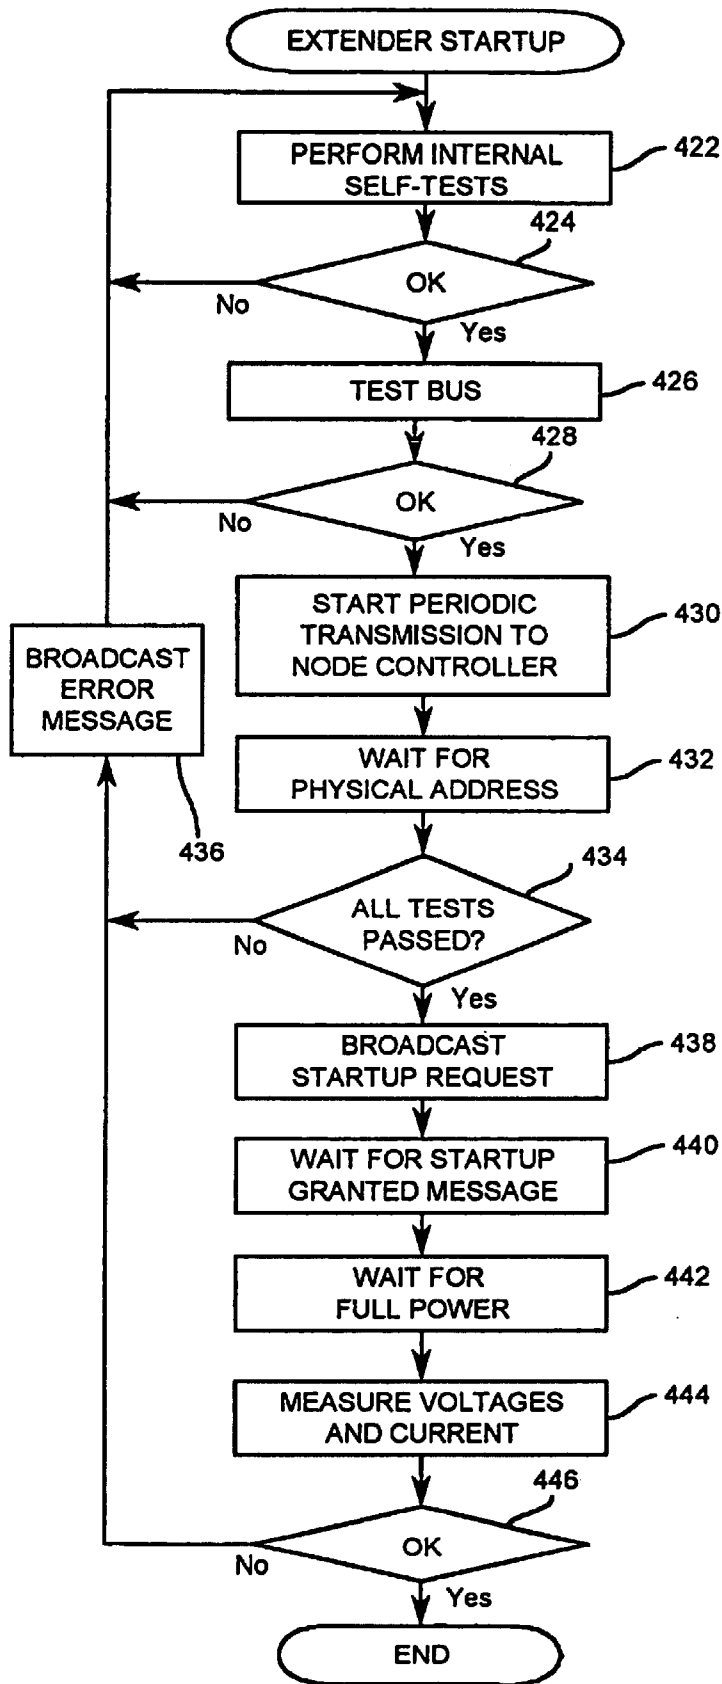 EXTENDER STARTUP
PERFORM INTERNAL
SELF-TESTS
422
424
OK
No
Yes
TEST BUS
426
428
OK
No
Yes
START PERIODIC
TRANSMISSION TO
NODE CONTROLLER
430
BROADCAST
ERROR
MESSAGE
436
WAIT FOR
PHYSICAL ADDRESS
432
434
ALL TESTS
PASSED?
No
Yes
BROADCAST
STARTUP REQUEST
438
WAIT FOR STARTUP
GRANTED MESSAGE
440
WAIT FOR
FULL POWER
442
MEASURE VOLTAGES
AND CURRENT
444
446
OK
No
Yes
END